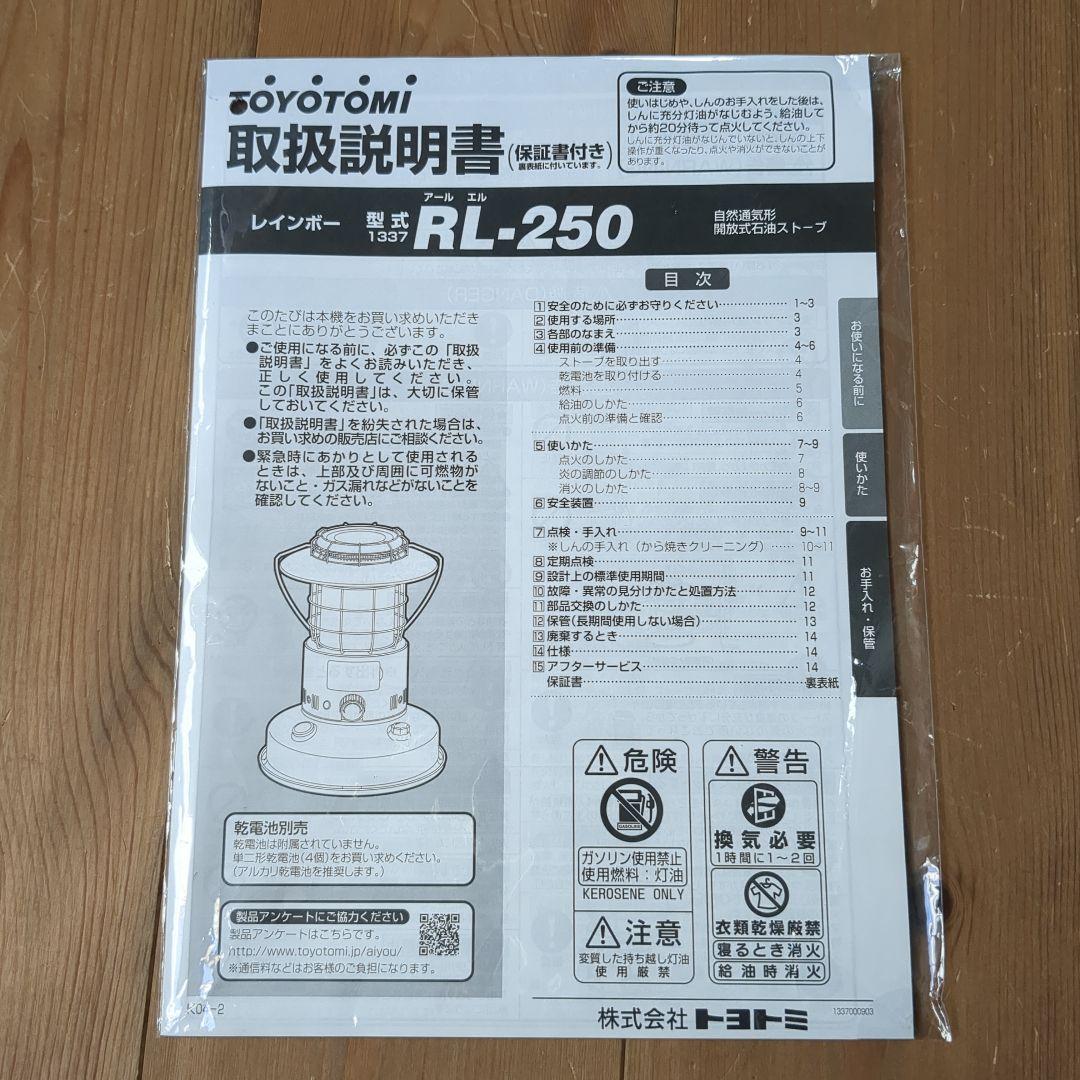 TOYOTOMI
取扱説明書(保証書付き)
裏表紙に付いています。
ご注意
使いはじめや、しんのお手入れをした後は、
しんに充分灯油がなじむよう、給油して
から約20分待って点火してください。
しんに充分灯油がなじんでいないと、しんの上下
操作が重くなったり、点火や消火ができないことが
あります。
レインボー 型式 RL-250
アール エル
1337
自然通気形
開放式石油ストーブ
このたびは本機をお買い求めいただき
まことにありがとうございます。
●ご使用になる前に、必ずこの「取扱
説明書」をよくお読みいただき、
正しく使用してください。
この「取扱説明書」は、大切に保管
しておいてください。
●「取扱説明書」を紛失された場合は、
お買い求めの販売店にご相談ください。
●緊急時にあかりとして使用される
ときは、上部及び周囲に可燃物が
ないこと・ガス漏れなどがないことを
確認してください。
目次
1 安全のために必ずお守りください 1~3
2 使用する場所 3
3 各部のなまえ 3
4 使用前の準備 4~6
ストーブを取り出す 4
乾電池を取り付ける 4
燃料 5
給油のしかた 6
点火前の準備と確認 6
5 使いかた 7~9
点火のしかた 7
炎の調節のしかた 8
消火のしかた 8~9
6 安全装置 9
7 点検・手入れ 9~11
※しんの手入れ(から焼きクリーニング) 10~11
8 定期点検 11
9 設計上の標準使用期間 11
10 故障・異常の見分けかたと処置方法 12
11 部品交換のしかた 12
12 保管(長期間使用しない場合) 13
13 廃棄するとき 14
14 仕様 14
15 アフターサービス 14
保証書 裏表紙
お使いになる前に
使いかた
お手入れ・保管
乾電池別売
乾電池は付属されていません。
単二形乾電池(4個)をお買い求めください。
(アルカリ乾電池を推奨します。)
製品アンケートにご協力ください
製品アンケートはこちらです。
http://www.toyotomi.jp/aiyou/
※通信料などはお客様のご負担になります。
危険
GASOLINE
ガソリン使用禁止
使用燃料:灯油
KEROSENE ONLY
注意
変質した持ち越し灯油
使用厳禁
警告
換気必要
1時間に1~2回
衣類乾燥厳禁
寝るとき消火
給油時消火
K04-2
株式会社トヨトミ
1337000903